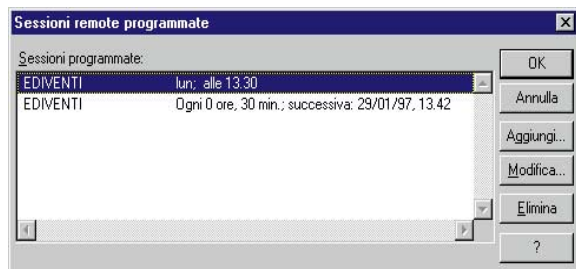 Sessioni remote programmate
Sessioni programmate:
EDIVENTI lun; alle 13.30
EDIVENTI Ogni 0 ore, 30 min.; successiva: 29/01/97, 13.42
OK
Annulla
Aggiungi...
Modifica...
Elimina
?